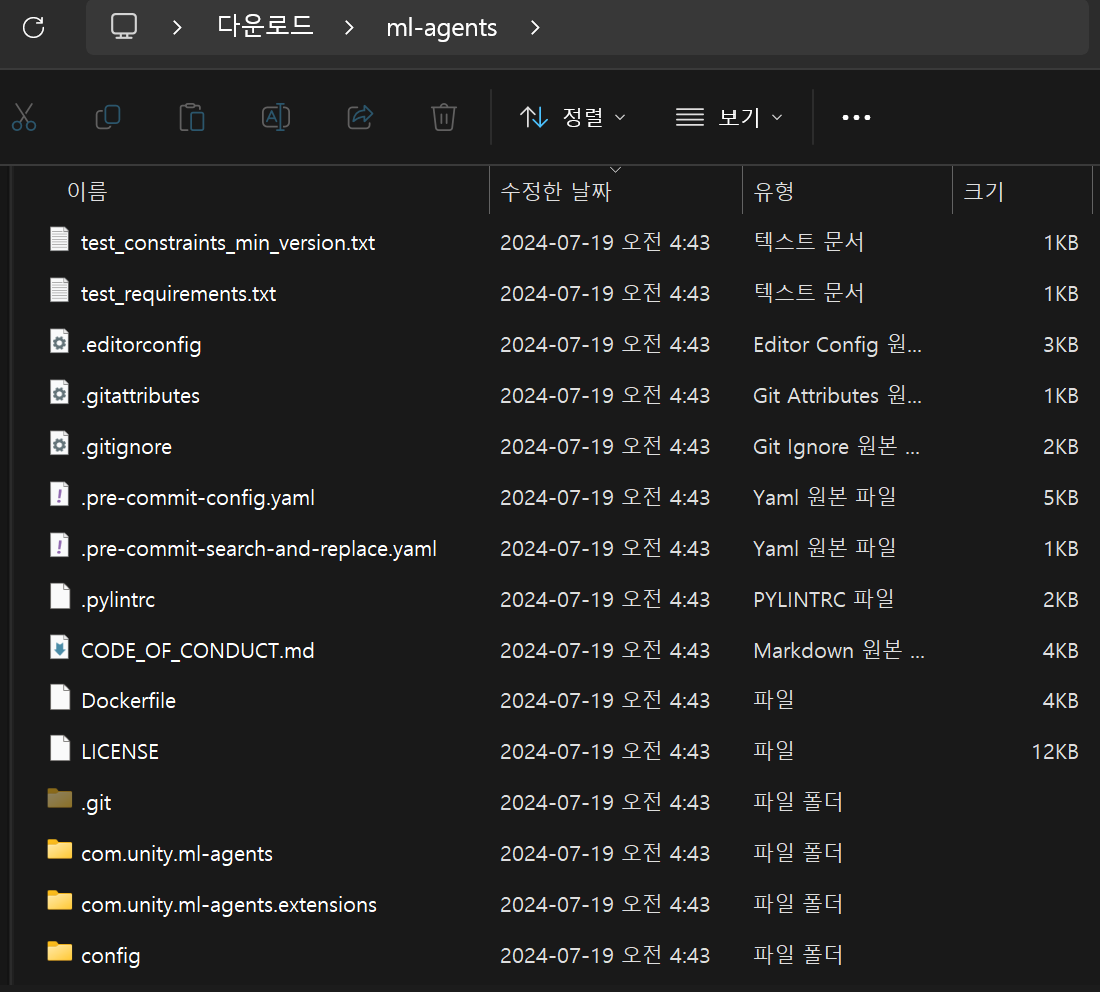 다운로드 ml-agents
정렬 보기
이름 수정한 날짜 유형 크기
test_constraints_min_version.txt 2024-07-19 오전 4:43 텍스트 문서 1KB
test_requirements.txt 2024-07-19 오전 4:43 텍스트 문서 1KB
.editorconfig 2024-07-19 오전 4:43 Editor Config 원... 3KB
.gitattributes 2024-07-19 오전 4:43 Git Attributes 원... 1KB
.gitignore 2024-07-19 오전 4:43 Git Ignore 원본 ... 2KB
.pre-commit-config.yaml 2024-07-19 오전 4:43 Yaml 원본 파일 5KB
.pre-commit-search-and-replace.yaml 2024-07-19 오전 4:43 Yaml 원본 파일 1KB
.pylintrc 2024-07-19 오전 4:43 PYLINTRC 파일 2KB
CODE_OF_CONDUCT.md 2024-07-19 오전 4:43 Markdown 원본 ... 4KB
Dockerfile 2024-07-19 오전 4:43 파일 4KB
LICENSE 2024-07-19 오전 4:43 파일 12KB
.git 2024-07-19 오전 4:43 파일 폴더
com.unity.ml-agents 2024-07-19 오전 4:43 파일 폴더
com.unity.ml-agents.extensions 2024-07-19 오전 4:43 파일 폴더
config 2024-07-19 오전 4:43 파일 폴더